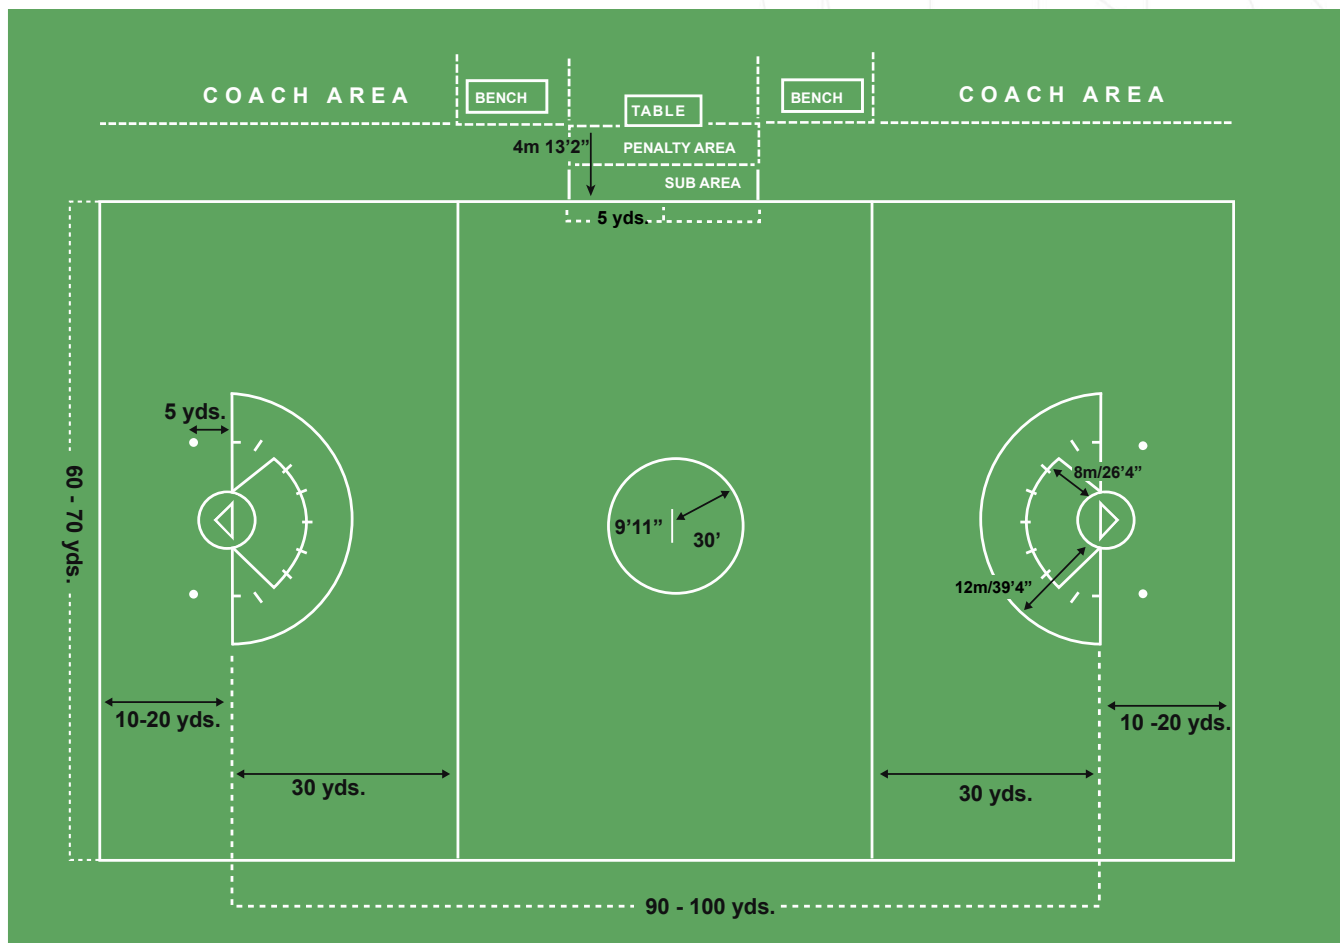 COACH AREA
BENCH
TABLE
BENCH
COACH AREA
4m 13’2”
PENALTY AREA
SUB AREA
5 yds.
5 yds.
60 - 70 yds.
8m/26’4”
9’11”
30’
12m/39’4”
10-20 yds.
10 -20 yds.
30 yds.
30 yds.
90 - 100 yds.